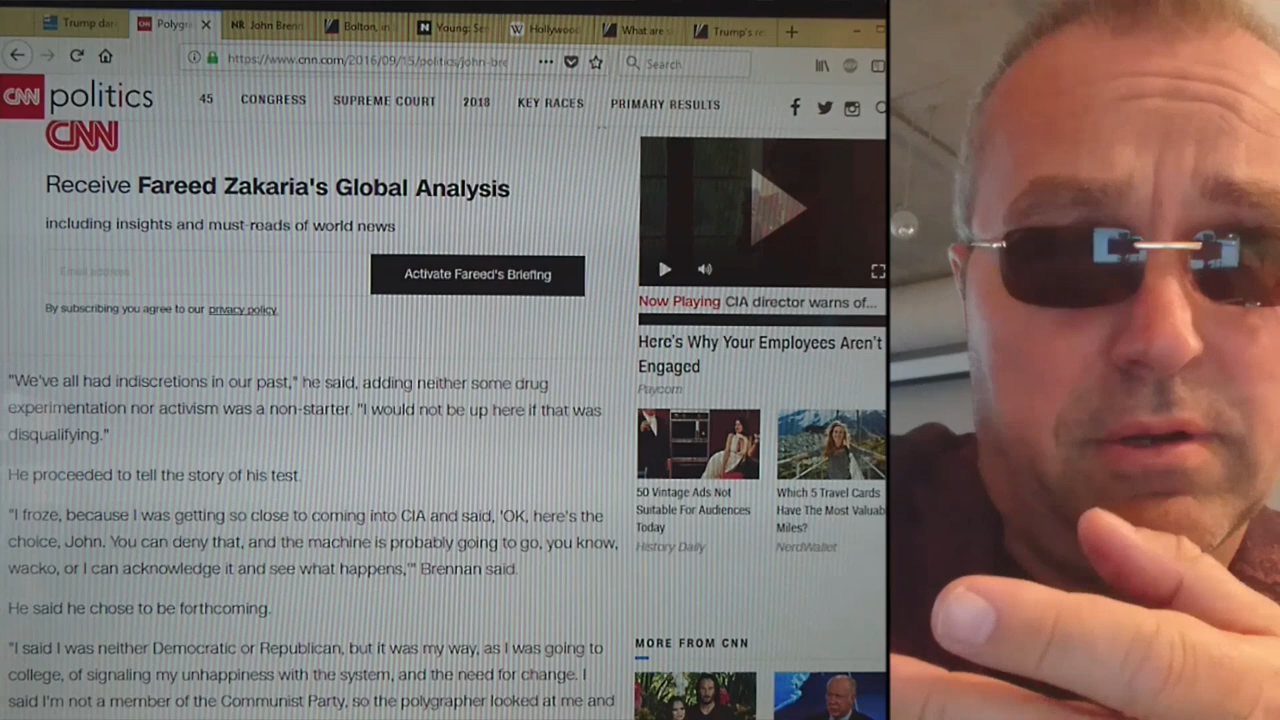 Trump da
CNN Polyg
NR John Bren
Bolton, in
N Young: Se
W Hollywoo
What are
Trump's re
https://www.cnn.com/2016/09/15/politics/john-bre
Search
CNN politics
45
CONGRESS
SUPREME COURT
2018
KEY RACES
PRIMARY RESULTS
CNN
Receive Fareed Zakaria's Global Analysis
including insights and must-reads of world news
Email address
Activate Fareed's Briefing
By subscribing you agree to our privacy policy.
"We've all had indiscretions in our past," he said, adding neither some drug
experimentation nor activism was a non-starter. "I would not be up here if that was
disqualifying."
He proceeded to tell the story of his test.
"I froze, because I was getting so close to coming into CIA and said, 'OK, here's the
choice, John. You can deny that, and the machine is probably going to go, you know,
wacko, or I can acknowledge it and see what happens,'" Brennan said.
He said he chose to be forthcoming.
"I said I was neither Democratic or Republican, but it was my way, as I was going to
college, of signaling my unhappiness with the system, and the need for change. I
said I'm not a member of the Communist Party, so the polygrapher looked at me and
Now Playing CIA director warns of...
Here's Why Your Employees Aren't
Engaged
Paycom
50 Vintage Ads Not
Suitable For Audiences
Today
History Daily
Which 5 Travel Cards
Have The Most Valuab
Miles?
NerdWallet
MORE FROM CNN